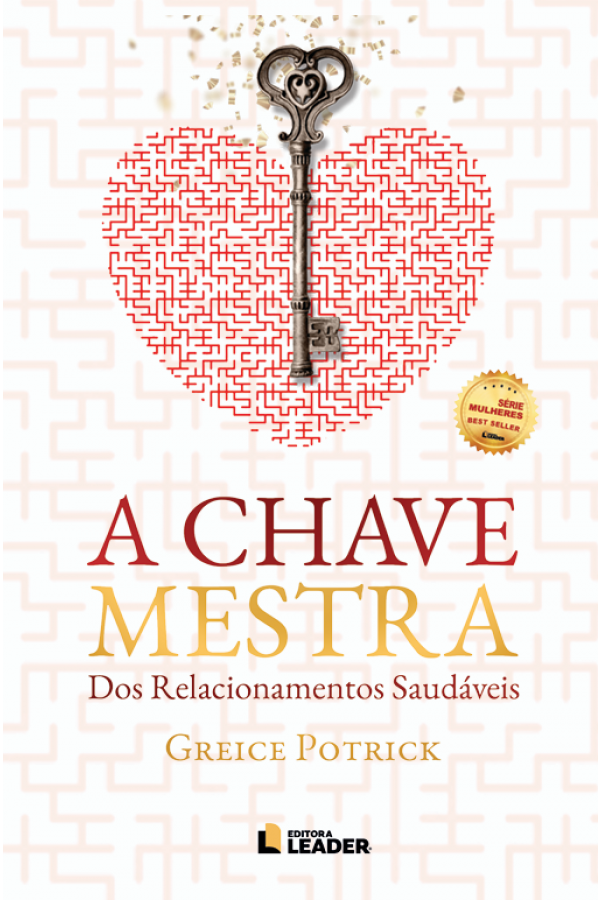 SÉRIE
MULHERES
BEST SELLER
A CHAVE
MESTRA
Dos Relacionamentos Saudáveis
GREICE POTRICK
EDITORA
LEADER